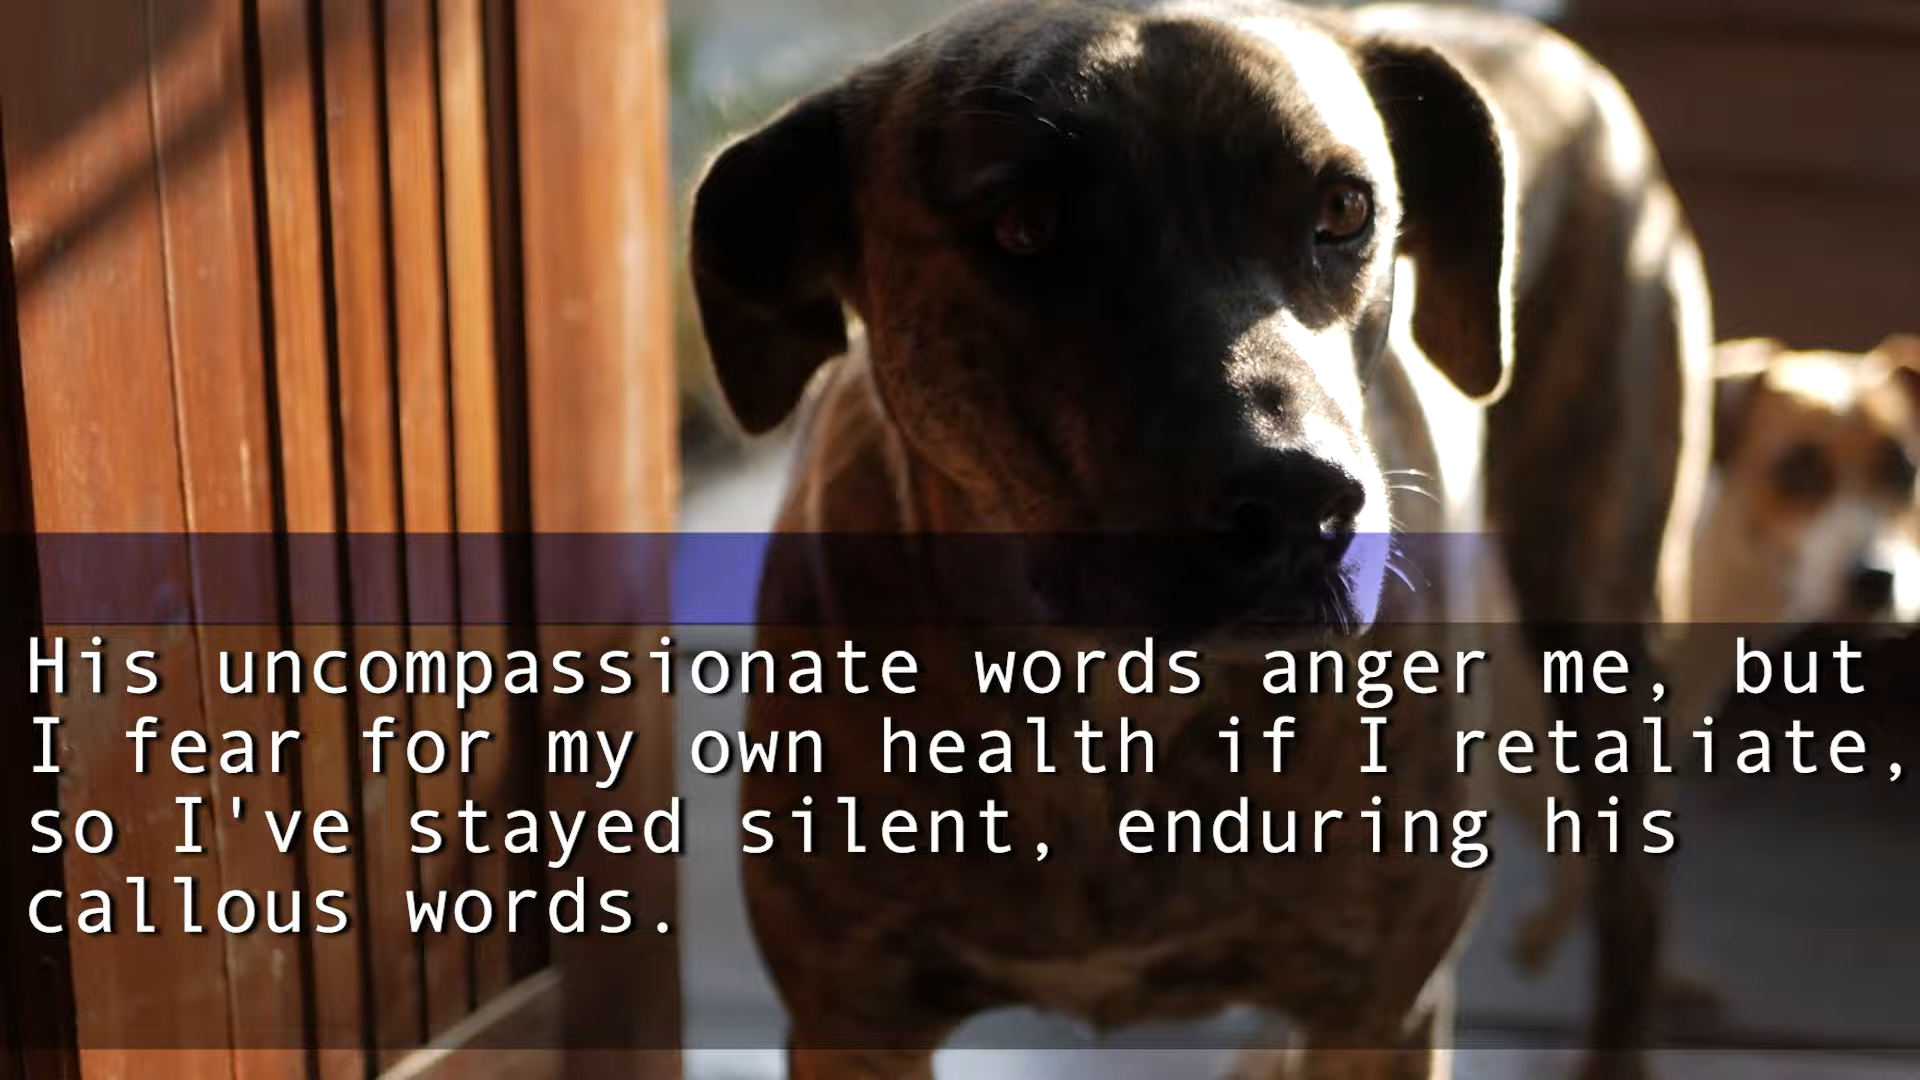 His uncompassionate words anger me, but
I fear for my own health if I retaliate,
so I've stayed silent, enduring his
callous words.